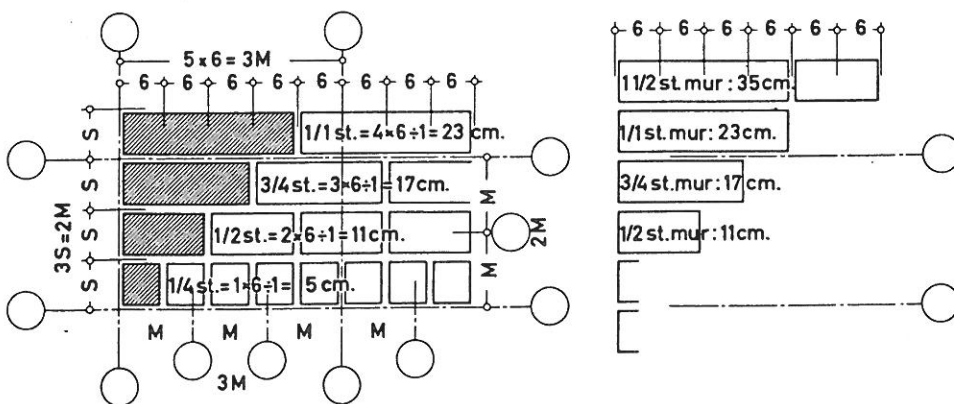 5 x 6 = 3M
6 6 6 6 6 6 6 6
S
1/1 st. = 4×6÷1 = 23 cm.
S
3/4 st. = 3×6÷1 = 17 cm.
M
3S=2M
S
1/2 st. = 2×6÷1 = 11 cm.
2M
S
1/4 st. = 1×6÷1 = 5 cm.
M
M M M M
3M
6 6 6 6 6 6
1 1/2 st. mur : 35 cm.
1/1 st. mur : 23 cm.
3/4 st. mur : 17 cm.
1/2 st. mur : 11 cm.